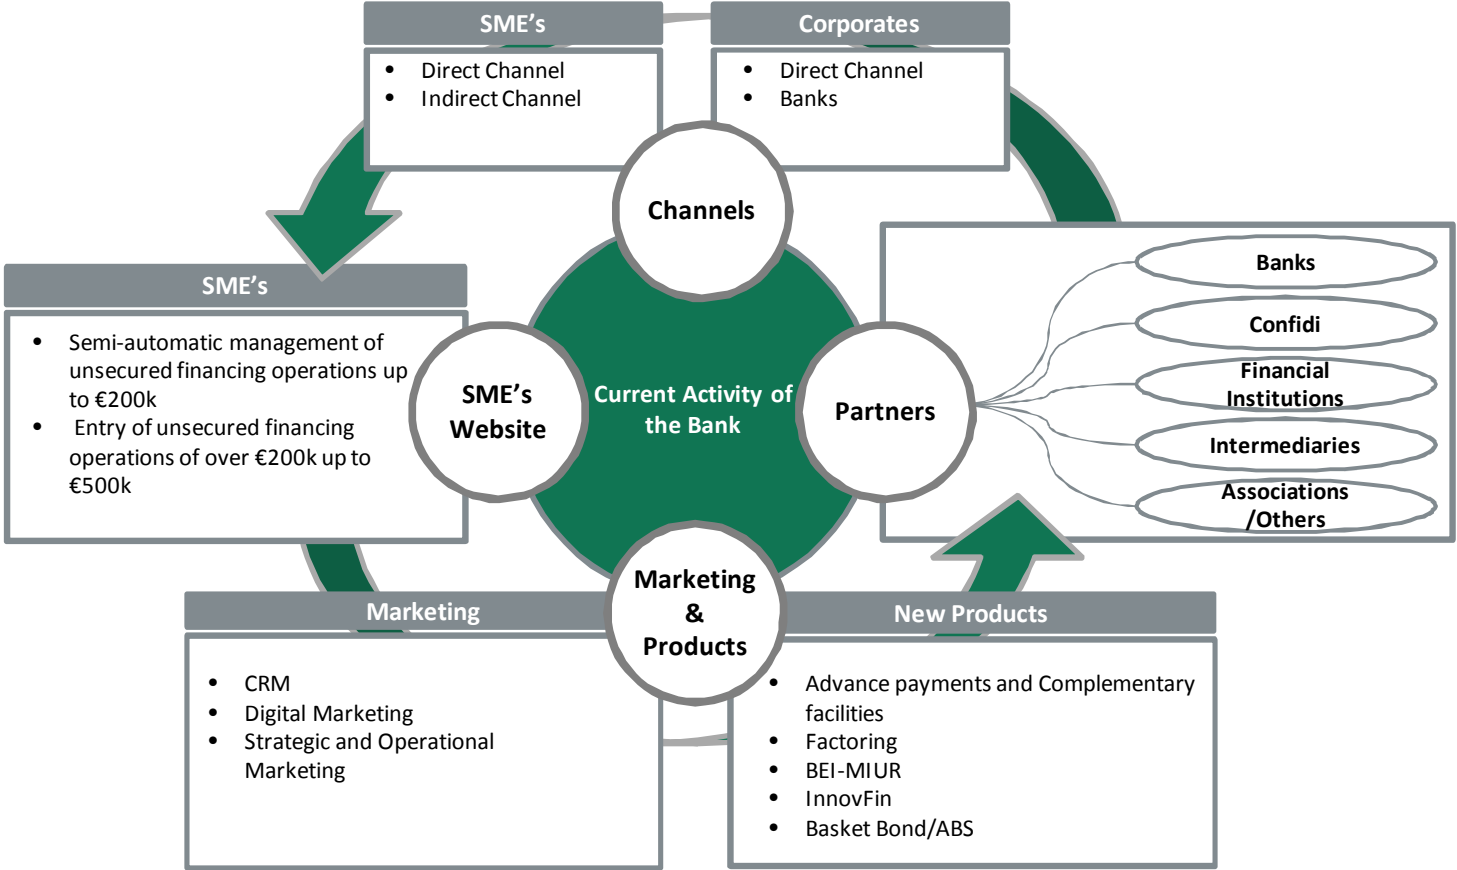 SME's
• Direct Channel
• Indirect Channel
Corporates
• Direct Channel
• Banks
Channels
SME's
• Semi-automatic management of
unsecured financing operations up
to €200k
• Entry of unsecured financing
operations of over €200k up to
€500k
SME's
Website
Current Activity of
the Bank
Partners
Banks
Confidi
Financial
Institutions
Intermediaries
Associations
/Others
Marketing
&
Products
Marketing
• CRM
• Digital Marketing
• Strategic and Operational
Marketing
New Products
• Advance payments and Complementary
facilities
• Factoring
• BEI-MIUR
• InnovFin
• Basket Bond/ABS